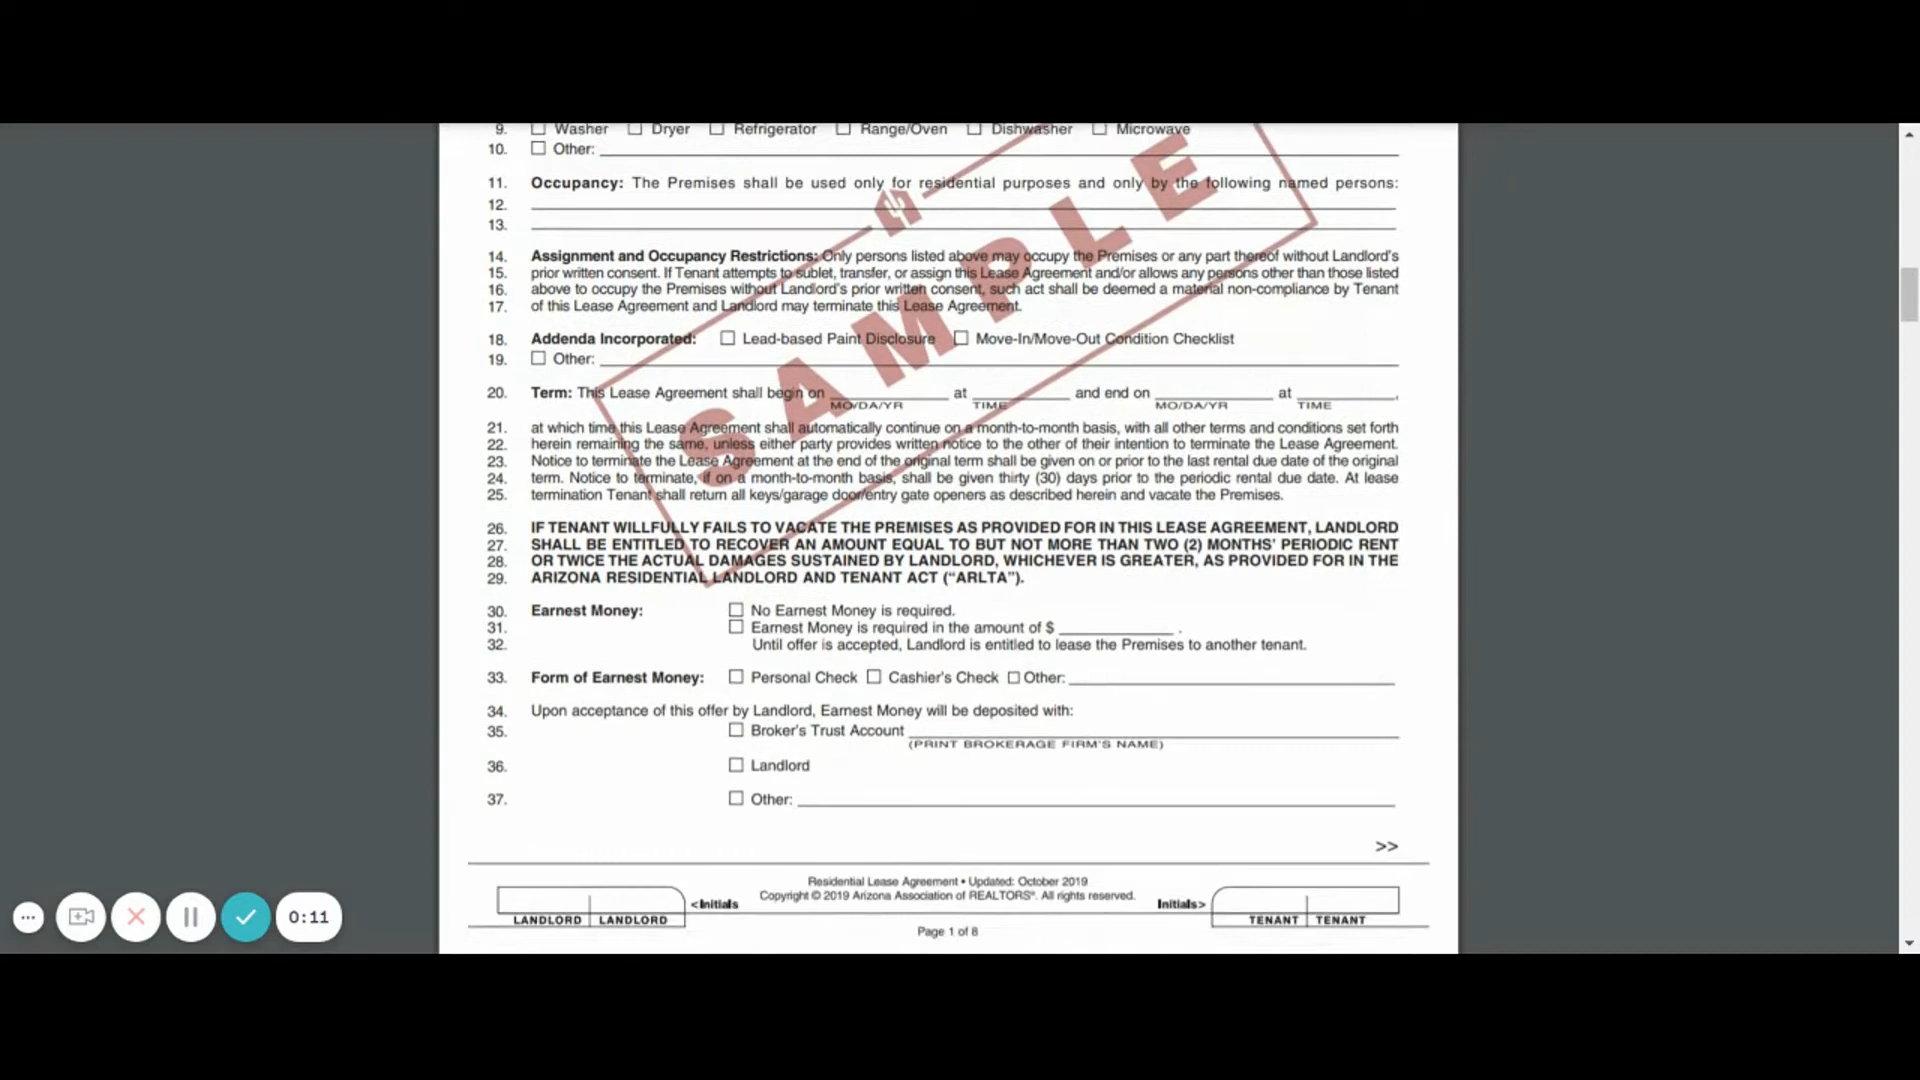 9. Washer Dryer Refrigerator Range/Oven Dishwasher Microwave
10. Other:
11. Occupancy: The Premises shall be used only for residential purposes and only by the following named persons:
12.
13.
14. Assignment and Occupancy Restrictions: Only persons listed above may occupy the Premises or any part thereof without Landlord's
15. prior written consent. If Tenant attempts to sublet, transfer, or assign this Lease Agreement and/or allows any persons other than those listed
16. above to occupy the Premises without Landlord's prior written consent, such act shall be deemed a material non-compliance by Tenant
17. of this Lease Agreement and Landlord may terminate this Lease Agreement.
18. Addenda Incorporated: Lead-based Paint Disclosure Move-In/Move-Out Condition Checklist
19. Other:
20. Term: This Lease Agreement shall begin on at and end on at ,
MO/DA/YR TIME MO/DA/YR TIME
21. at which time this Lease Agreement shall automatically continue on a month-to-month basis, with all other terms and conditions set forth
22. herein remaining the same, unless either party provides written notice to the other of their intention to terminate the Lease Agreement.
23. Notice to terminate the Lease Agreement at the end of the original term shall be given on or prior to the last rental due date of the original
24. term. Notice to terminate, if on a month-to-month basis, shall be given thirty (30) days prior to the periodic rental due date. At lease
25. termination Tenant shall return all keys/garage door/entry gate openers as described herein and vacate the Premises.
26. IF TENANT WILLFULLY FAILS TO VACATE THE PREMISES AS PROVIDED FOR IN THIS LEASE AGREEMENT, LANDLORD
27. SHALL BE ENTITLED TO RECOVER AN AMOUNT EQUAL TO BUT NOT MORE THAN TWO (2) MONTHS' PERIODIC RENT
28. OR TWICE THE ACTUAL DAMAGES SUSTAINED BY LANDLORD, WHICHEVER IS GREATER, AS PROVIDED FOR IN THE
29. ARIZONA RESIDENTIAL LANDLORD AND TENANT ACT ("ARLTA").
30. Earnest Money: No Earnest Money is required.
31. Earnest Money is required in the amount of $ .
32. Until offer is accepted, Landlord is entitled to lease the Premises to another tenant.
33. Form of Earnest Money: Personal Check Cashier's Check Other:
34. Upon acceptance of this offer by Landlord, Earnest Money will be deposited with:
35. Broker's Trust Account
(PRINT BROKERAGE FIRM'S NAME)
36. Landlord
37. Other:
>>
SAMPLE
Residential Lease Agreement • Updated: October 2019
Copyright © 2019 Arizona Association of REALTORS®. All rights reserved.
<Initials Initials>
LANDLORD LANDLORD TENANT TENANT
Page 1 of 8
0:11